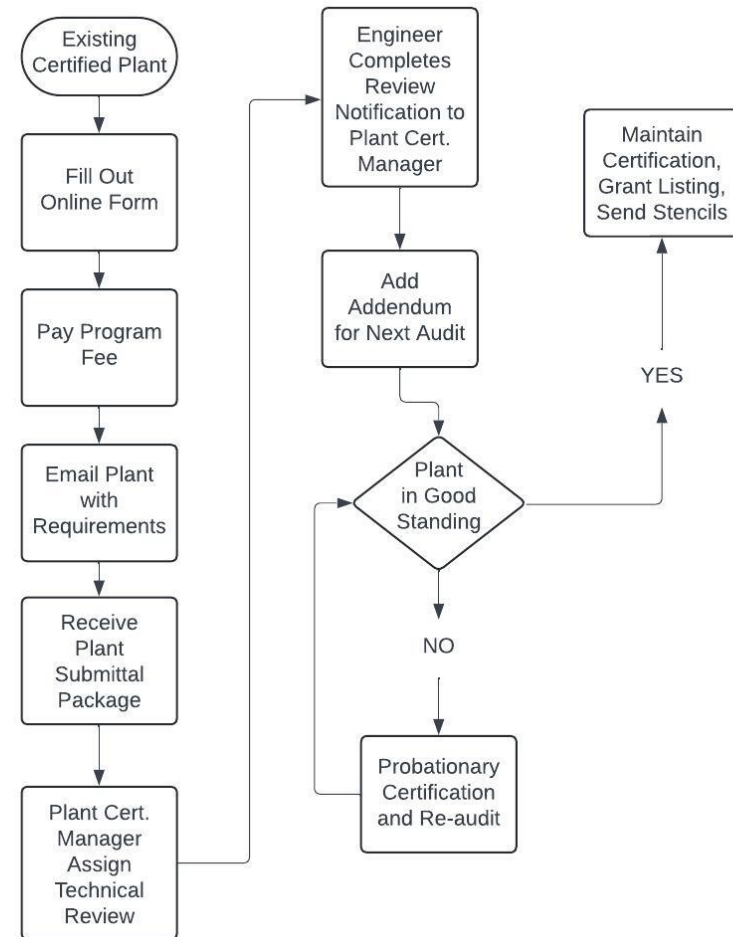 Existing
Certified Plant
Fill Out
Online Form
Pay Program
Fee
Email Plant
with
Requirements
Receive
Plant
Submittal
Package
Plant Cert.
Manager
Assign
Technical
Review
Engineer
Completes
Review
Notification to
Plant Cert.
Manager
Add
Addendum
for Next Audit
Plant
in Good
Standing
NO
Probationary
Certification
and Re-audit
YES
Maintain
Certification,
Grant Listing,
Send Stencils